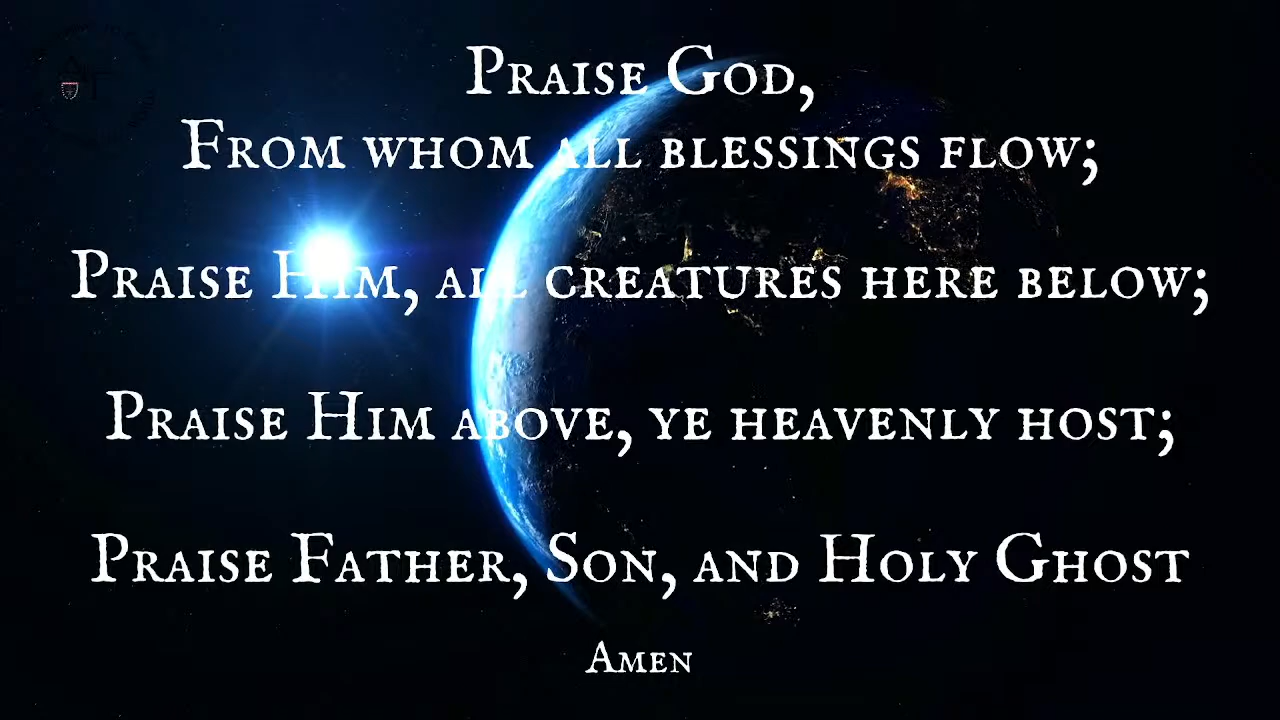 Praise God,
From whom all blessings flow;
Praise Him, all creatures here below;
Praise Him above, ye heavenly host;
Praise Father, Son, and Holy Ghost
Amen